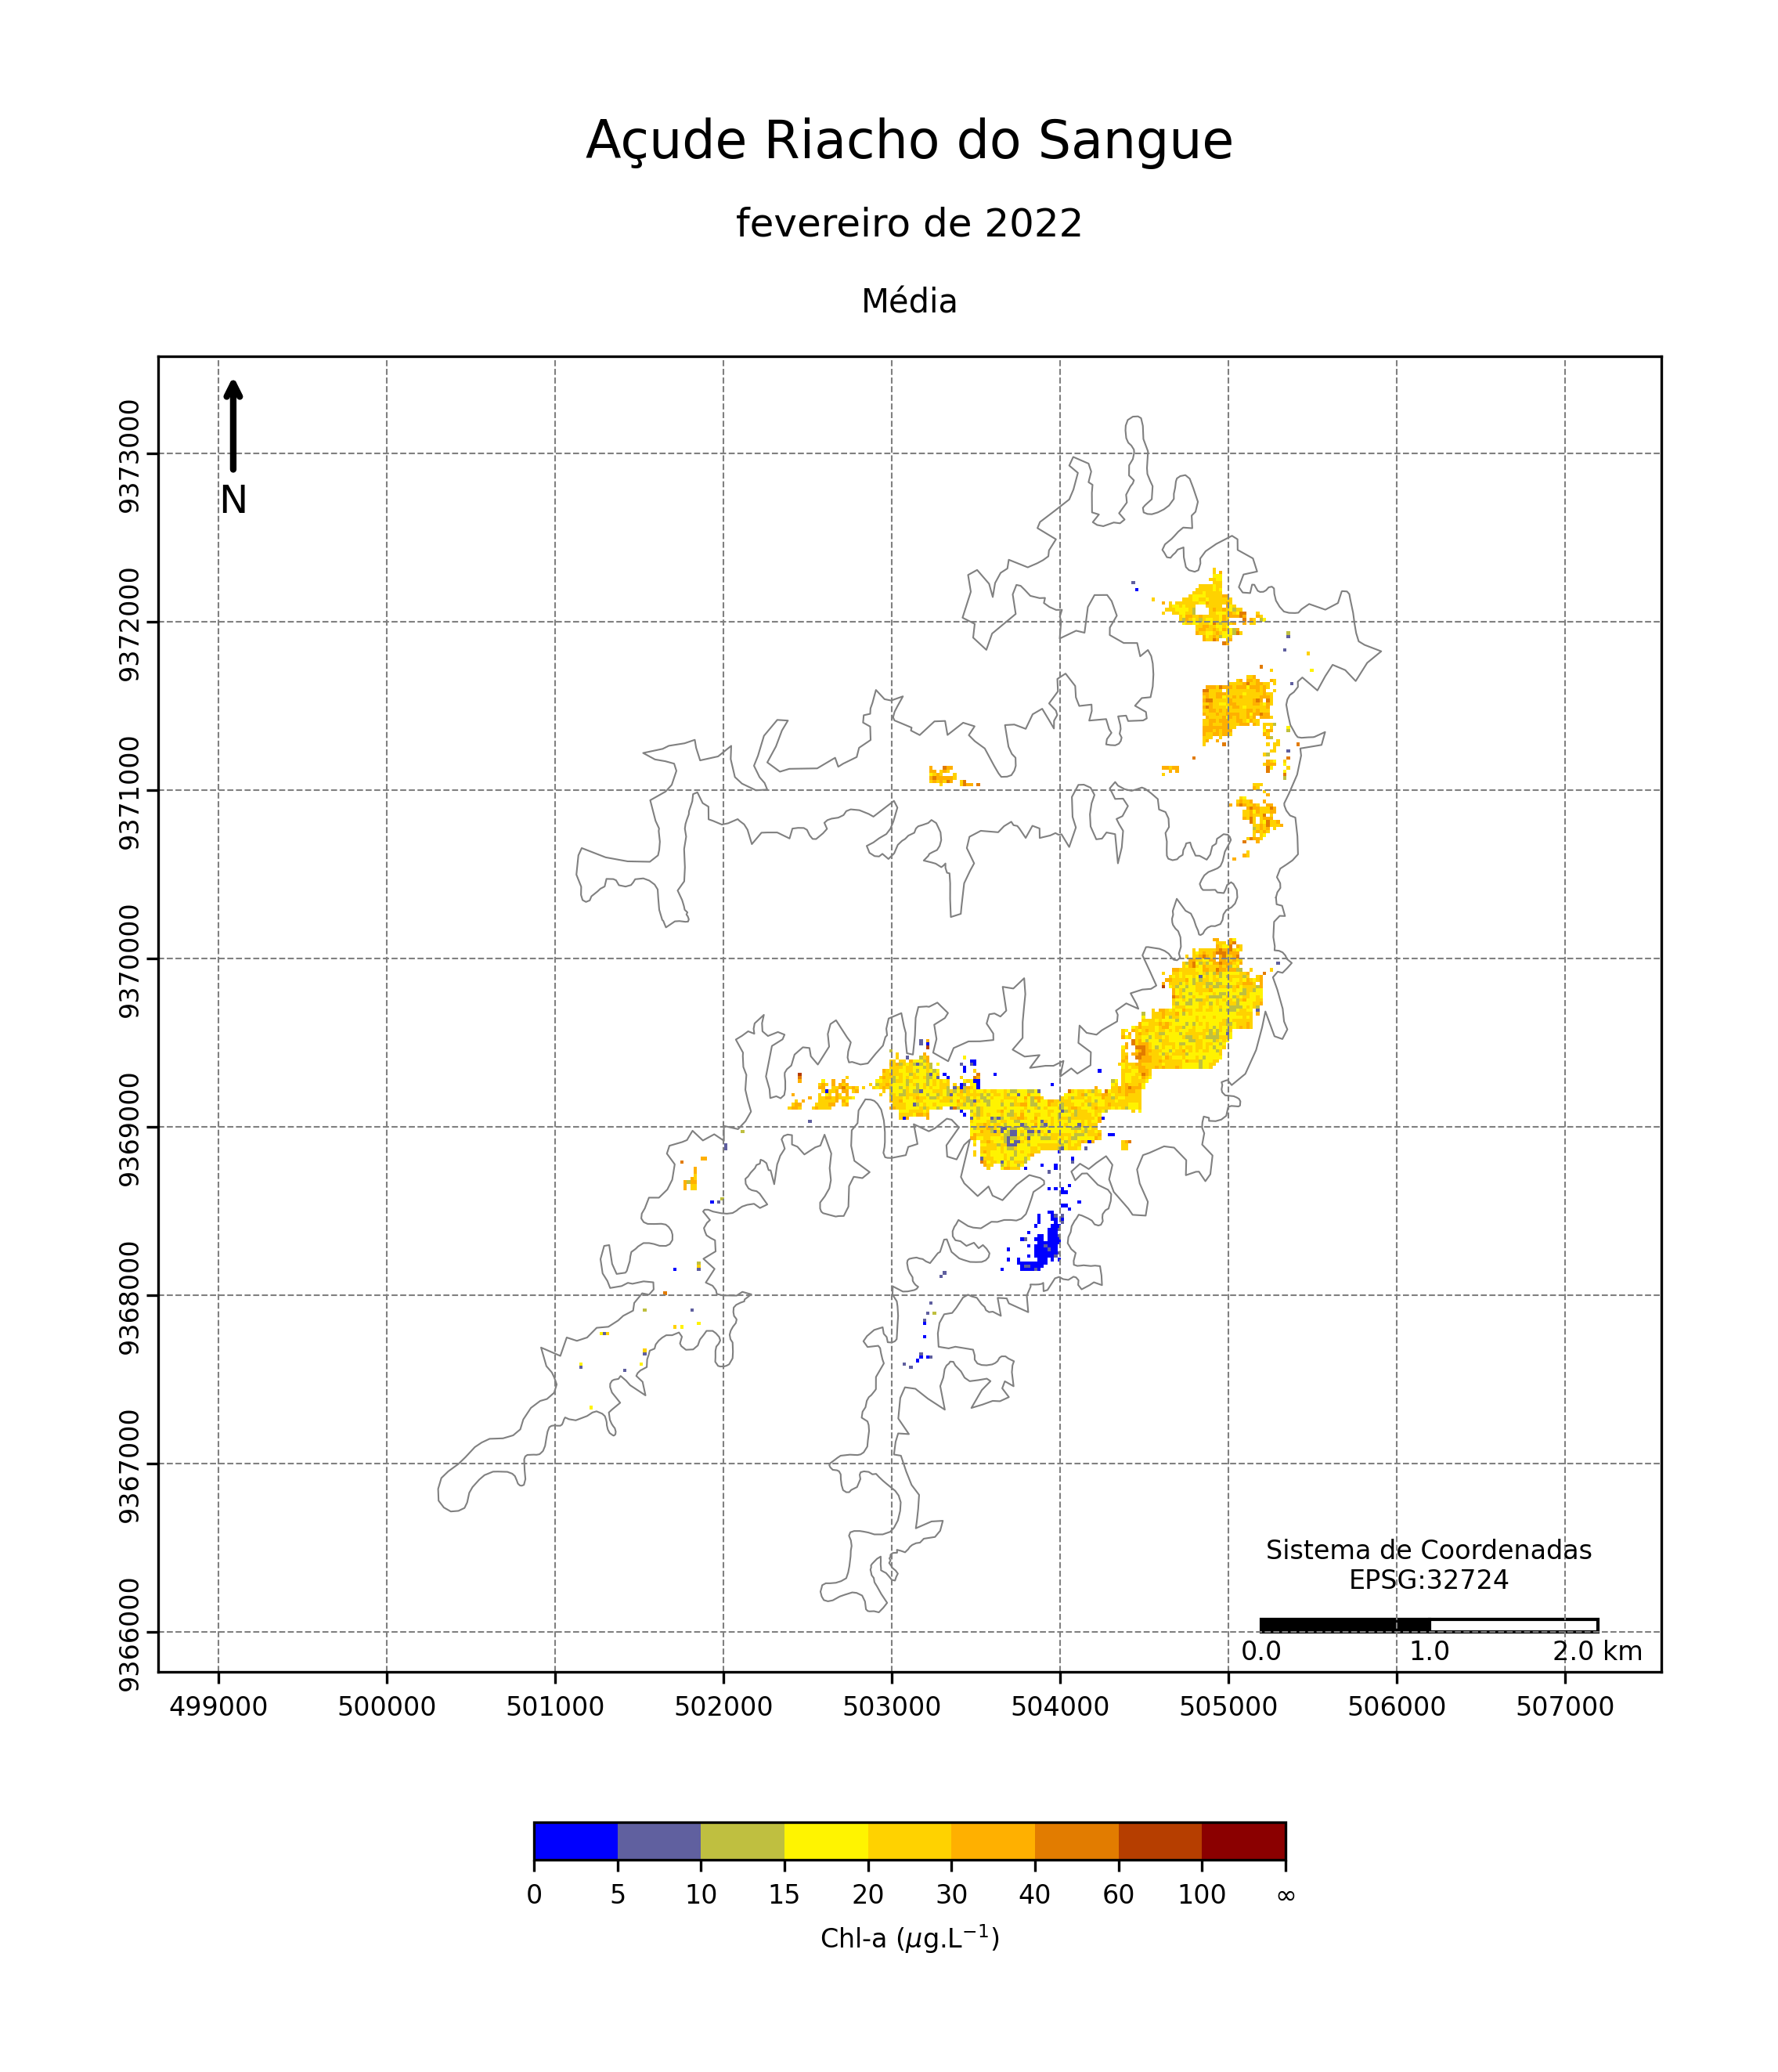 Açude Riacho do Sangue
fevereiro de 2022
Média
N
9373000
9372000
9371000
9370000
9369000
9368000
9367000
9366000
Sistema de Coordenadas
EPSG:32724
0.0 1.0 2.0 km
499000 500000 501000 502000 503000 504000 505000 506000 507000
0 5 10 15 20 30 40 60 100 ∞
Chl-a (μg.L⁻¹)